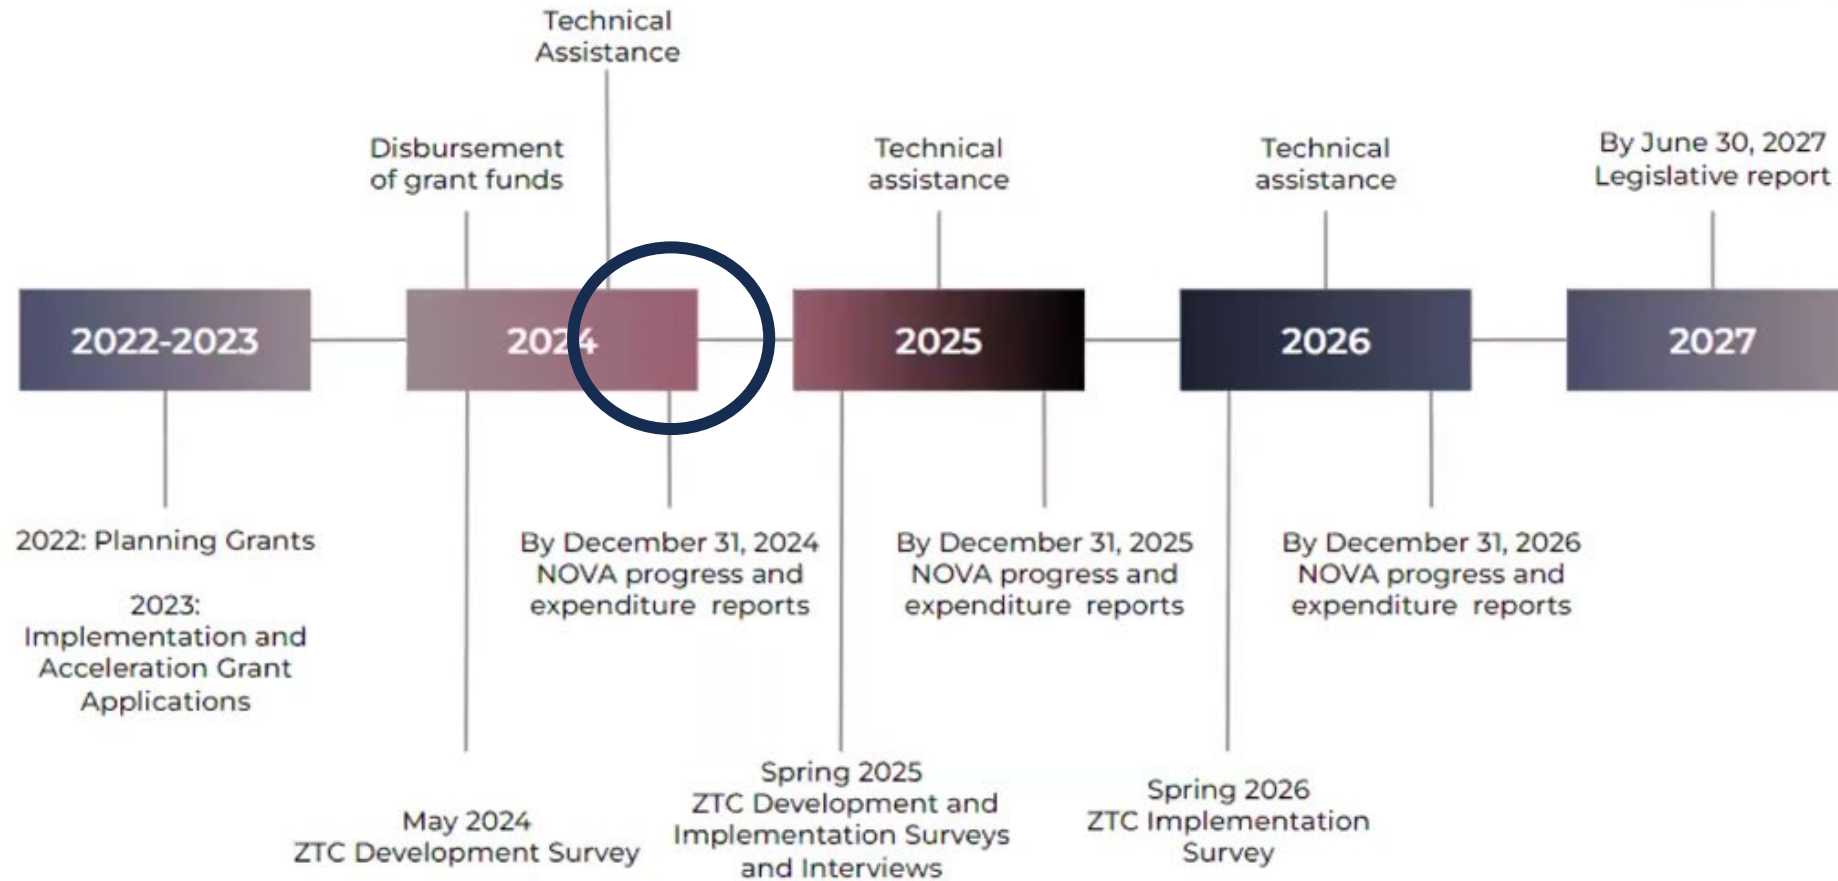 Technical
Assistance
Disbursement
of grant funds
Technical
assistance
Technical
assistance
By June 30, 2027
Legislative report
2022-2023
2024
2025
2026
2027
2022: Planning Grants
2023:
Implementation and
Acceleration Grant
Applications
By December 31, 2024
NOVA progress and
expenditure reports
By December 31, 2025
NOVA progress and
expenditure reports
By December 31, 2026
NOVA progress and
expenditure reports
May 2024
ZTC Development Survey
Spring 2025
ZTC Development and
Implementation Surveys
and Interviews
Spring 2026
ZTC Implementation
Survey